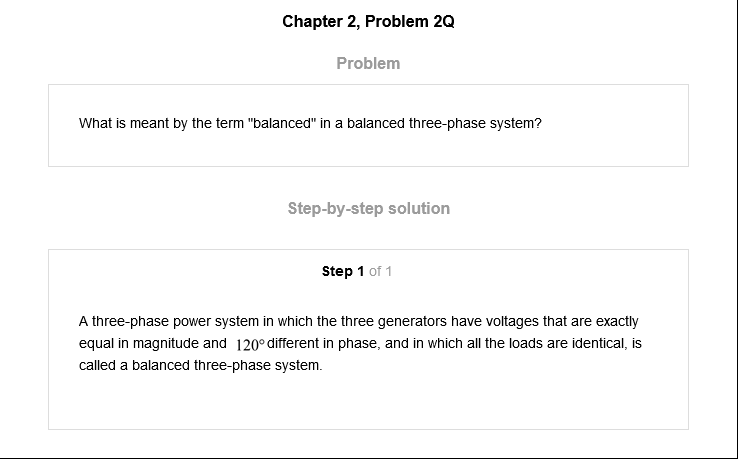 Chapter 2, Problem 2Q
Problem
What is meant by the term "balanced" in a balanced three-phase system?
Step-by-step solution
Step 1 of 1
A three-phase power system in which the three generators have voltages that are exactly
equal in magnitude and 120° different in phase, and in which all the loads are identical, is
called a balanced three-phase system.